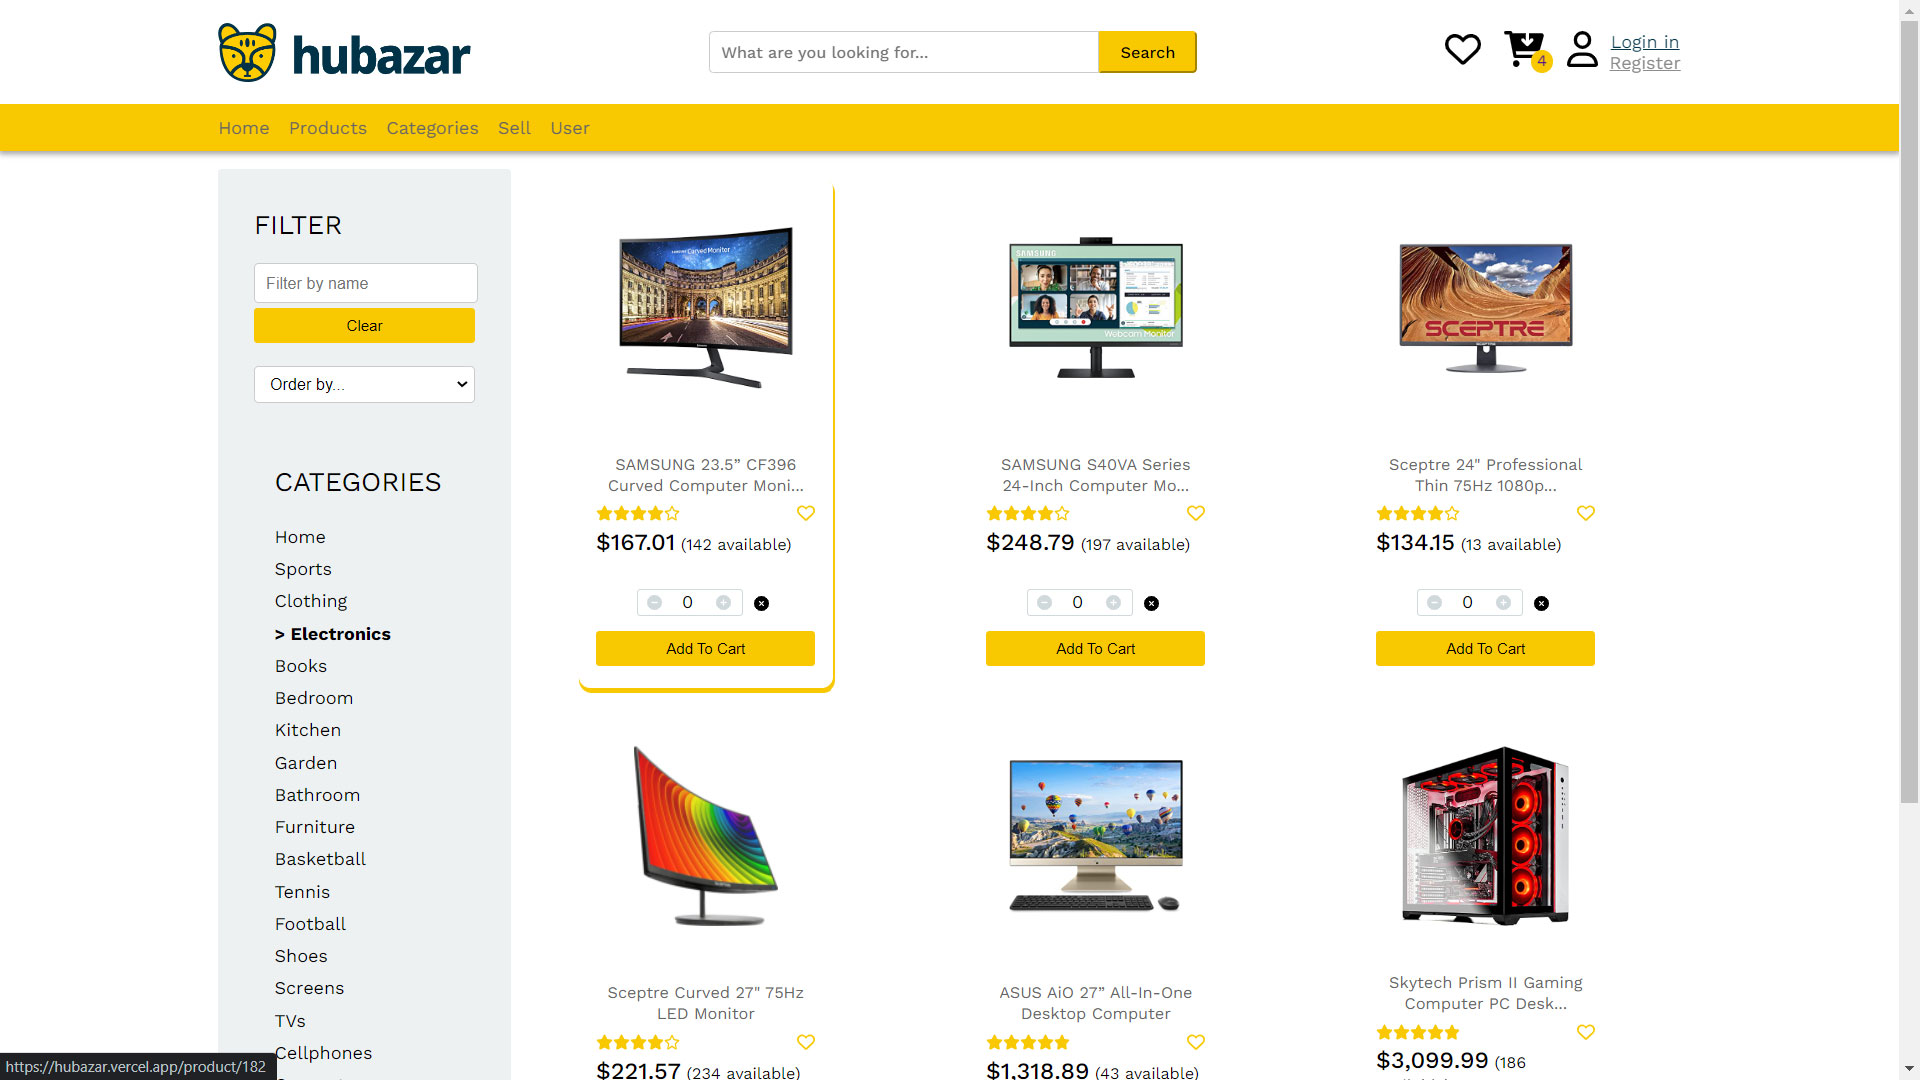 hubazar
What are you looking for...
Search
4
Login in
Register
Home Products Categories Sell User
FILTER
Filter by name
Clear
Order by...
CATEGORIES
Home
Sports
Clothing
> Electronics
Books
Bedroom
Kitchen
Garden
Bathroom
Furniture
Basketball
Tennis
Football
Shoes
Screens
TVs
Cellphones
Curved Monitor
SAMSUNG 23.5” CF396
Curved Computer Moni...
$167.01 (142 available)
0
Add To Cart
SAMSUNG
Webcam Monitor
SAMSUNG S40VA Series
24-Inch Computer Mo...
$248.79 (197 available)
0
Add To Cart
SCEPTRE
Sceptre 24" Professional
Thin 75Hz 1080p...
$134.15 (13 available)
0
Add To Cart
Sceptre Curved 27" 75Hz
LED Monitor
$221.57 (234 available)
ASUS AiO 27” All-In-One
Desktop Computer
$1,318.89 (43 available)
Skytech Prism II Gaming
Computer PC Desk...
$3,099.99 (186
https://hubazar.vercel.app/product/182